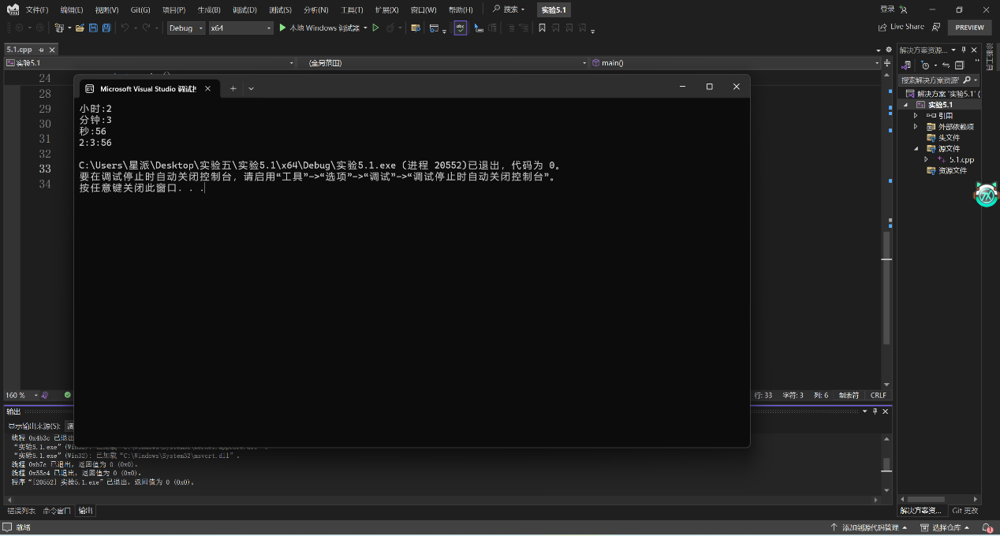 文件(F) 编辑(E) 视图(V) Git(G) 项目(P) 生成(B) 调试(D) 测试(S) 分析(N) 工具(T) 扩展(X) 窗口(W) 帮助(H) 搜索 实验5.1 登录
Debug x64 本地 Windows 调试器 Live Share PREVIEW
5.1.cpp
实验5.1 (全局范围) main()
24
28
29
30
31
32
33
34
Microsoft Visual Studio 调试
小时:2
分钟:3
秒:56
2:3:56
C:\Users\星派\Desktop\实验五\实验5.1\x64\Debug\实验5.1.exe (进程 20552)已退出，代码为 0。
要在调试停止时自动关闭控制台，请启用“工具”->“选项”->“调试”->“调试停止时自动关闭控制台”。
按任意键关闭此窗口. . .
解决方案资源...
搜索解决方案资源
解决方案 '实验5.1' (
实验5.1
引用
外部依赖项
头文件
源文件
5.1.cpp
资源文件
诊断工具
160 % 行: 33 字符: 3 列: 6 制表符 CRLF
输出
显示输出来源(S): 调
线程 0x4b3c 已退出
“实验5.1.exe”(Win32): 已加载
“实验5.1.exe”(Win32): 已加载“C:\Windows\System32\msvcrt.dll”。
线程 0xb7c 已退出，返回值为 0 (0x0)。
线程 0x55e4 已退出，返回值为 0 (0x0)。
程序“[20552] 实验5.1.exe”已退出，返回值为 0 (0x0)。
错误列表 命令窗口 输出
解决方案资... Git 更改
就绪 添加到源代码管理 选择仓库 1